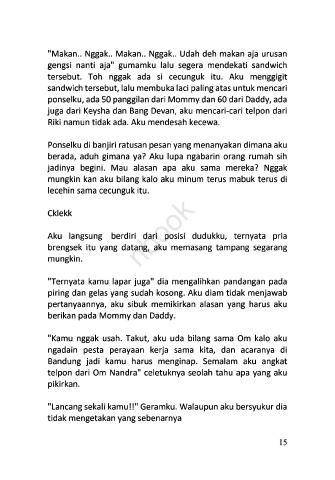 "Makan.. Nggak.. Makan.. Nggak.. Udah deh makan aja urusan
gengsi nanti aja" gumamku lalu segera mendekati sandwich
tersebut. Toh nggak ada si cecunguk itu. Aku menggigit
sandwich tersebut, lalu membuka laci paling atas untuk mencari
ponselku, ada 50 panggilan dari Mommy dan 60 dari Daddy, ada
juga dari Keysha dan Bang Devan, aku mencari-cari telpon dari
Riki namun tidak ada. Aku mendesah kecewa.
Ponselku di banjiri ratusan pesan yang menanyakan dimana aku
berada, aduh gimana ya? Aku lupa ngabarin orang rumah sih
jadinya begini. Mau alasan apa aku sama mereka? Nggak
mungkin kan aku bilang kalo aku minum terus mabuk terus di
lecehin sama cecunguk itu.
Cklekk
Aku langsung berdiri dari posisi dudukku, ternyata pria
brengsek itu yang datang, aku memasang tampang segarang
mungkin.
"Ternyata kamu lapar juga" dia mengalihkan pandangan pada
piring dan gelas yang sudah kosong. Aku diam tidak menjawab
pertanyaannya, aku sibuk memikirkan alasan yang harus aku
berikan pada Mommy dan Daddy.
"Kamu nggak usah. Takut, aku uda bilang sama Om kalo aku
ngadain pesta perayaan kerja sama kita, dan acaranya di
Bandung jadi kamu harus menginap. Semalam aku angkat
telpon dari Om Nandra" celetuknya seolah tahu apa yang aku
pikirkan.
"Lancang sekali kamu!!" Geramku. Walaupun aku bersyukur dia
tidak mengetakan yang sebenarnya
15